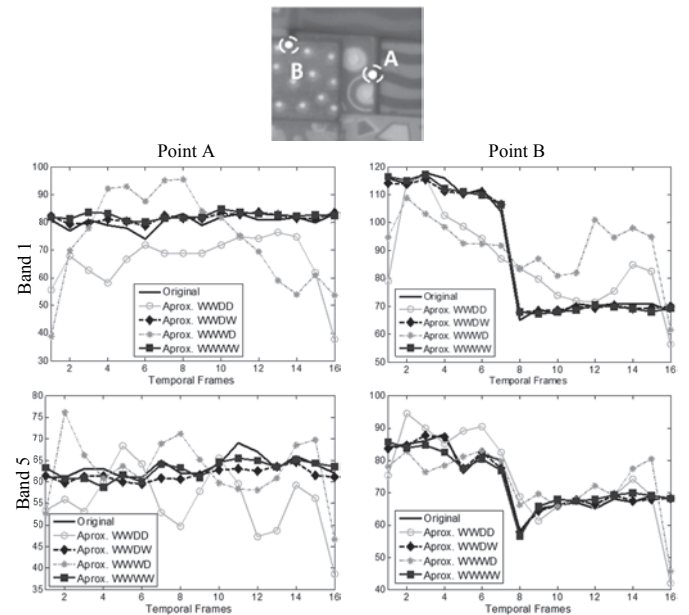 A
B
Point A
Point B
Band 1
100
90
80
70
60
50
40
30
2 4 6 8 10 12 14 16
Temporal Frames
Original
Aprox. WWDD
Aprox. WWDW
Aprox. WWWD
Aprox. WWWW
120
110
100
90
80
70
60
50
2 4 6 8 10 12 14 16
Temporal Frames
Original
Aprox. WWDD
Aprox. WWDW
Aprox. WWWD
Aprox. WWWW
Band 5
85
80
75
70
65
60
55
50
45
40
35
2 4 6 8 10 12 14 16
Temporal Frames
Original
Aprox. WWDD
Aprox. WWDW
Aprox. WWWD
Aprox. WWWW
100
90
80
70
60
50
40
2 4 6 8 10 12 14 16
Temporal Frames
Original
Aprox. WWDD
Aprox. WWDW
Aprox. WWWD
Aprox. WWWW